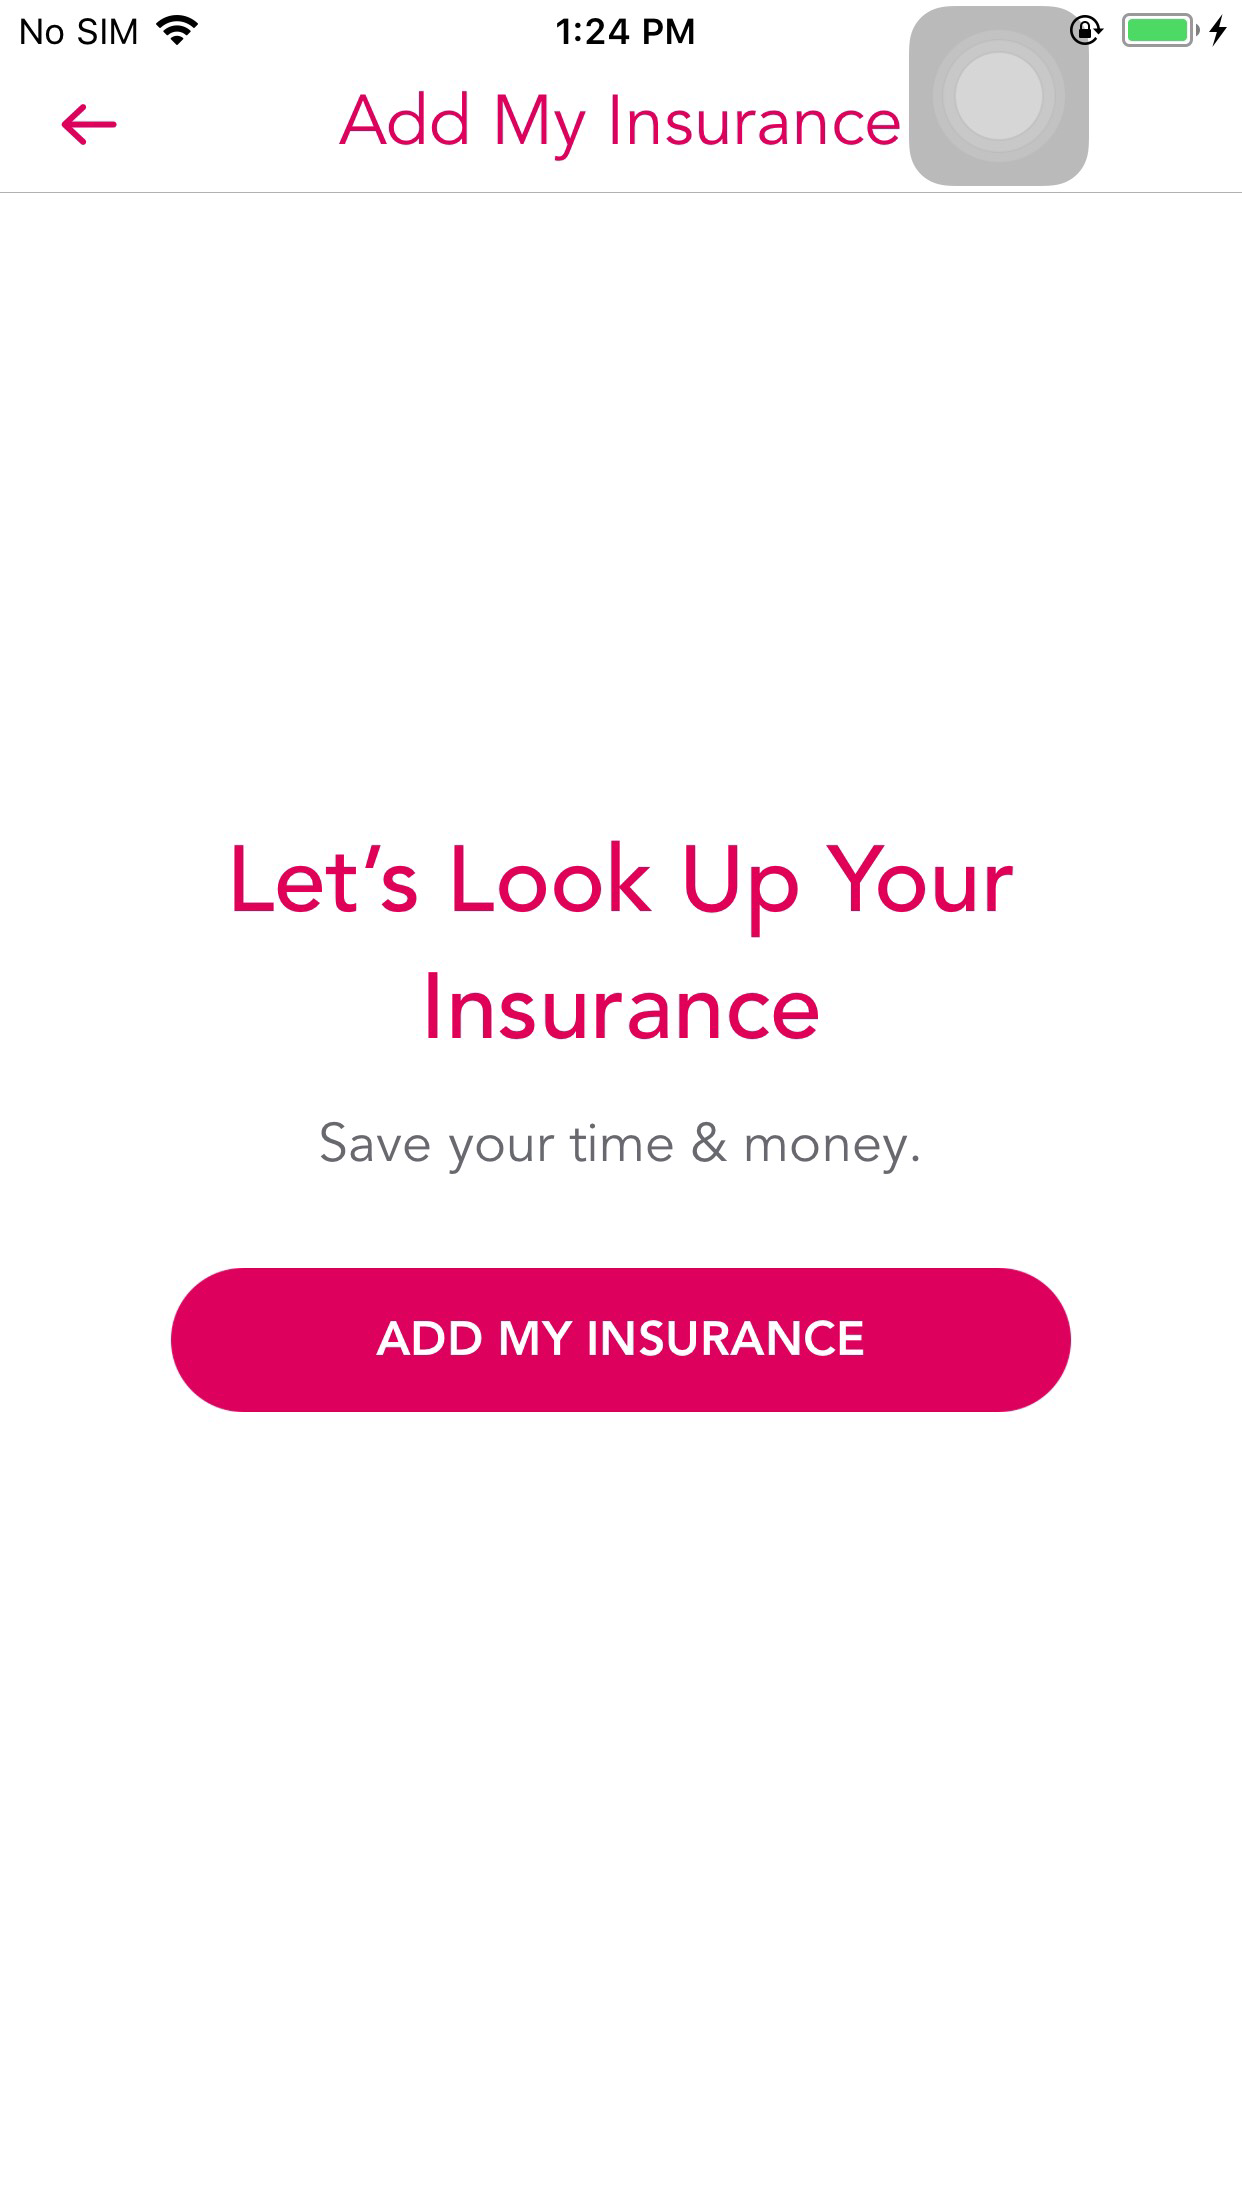 No SIM 1:24 PM
Add My Insurance
Let’s Look Up Your
Insurance
Save your time & money.
ADD MY INSURANCE